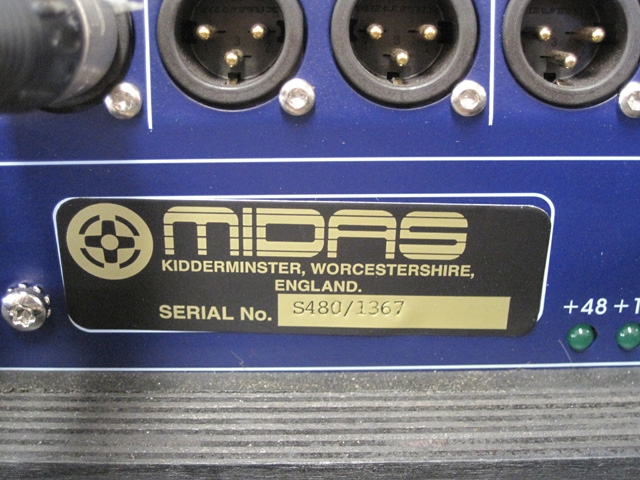 MIDAS
KIDDERMINSTER, WORCESTERSHIRE,
ENGLAND.
SERIAL No. S480/1367
+48